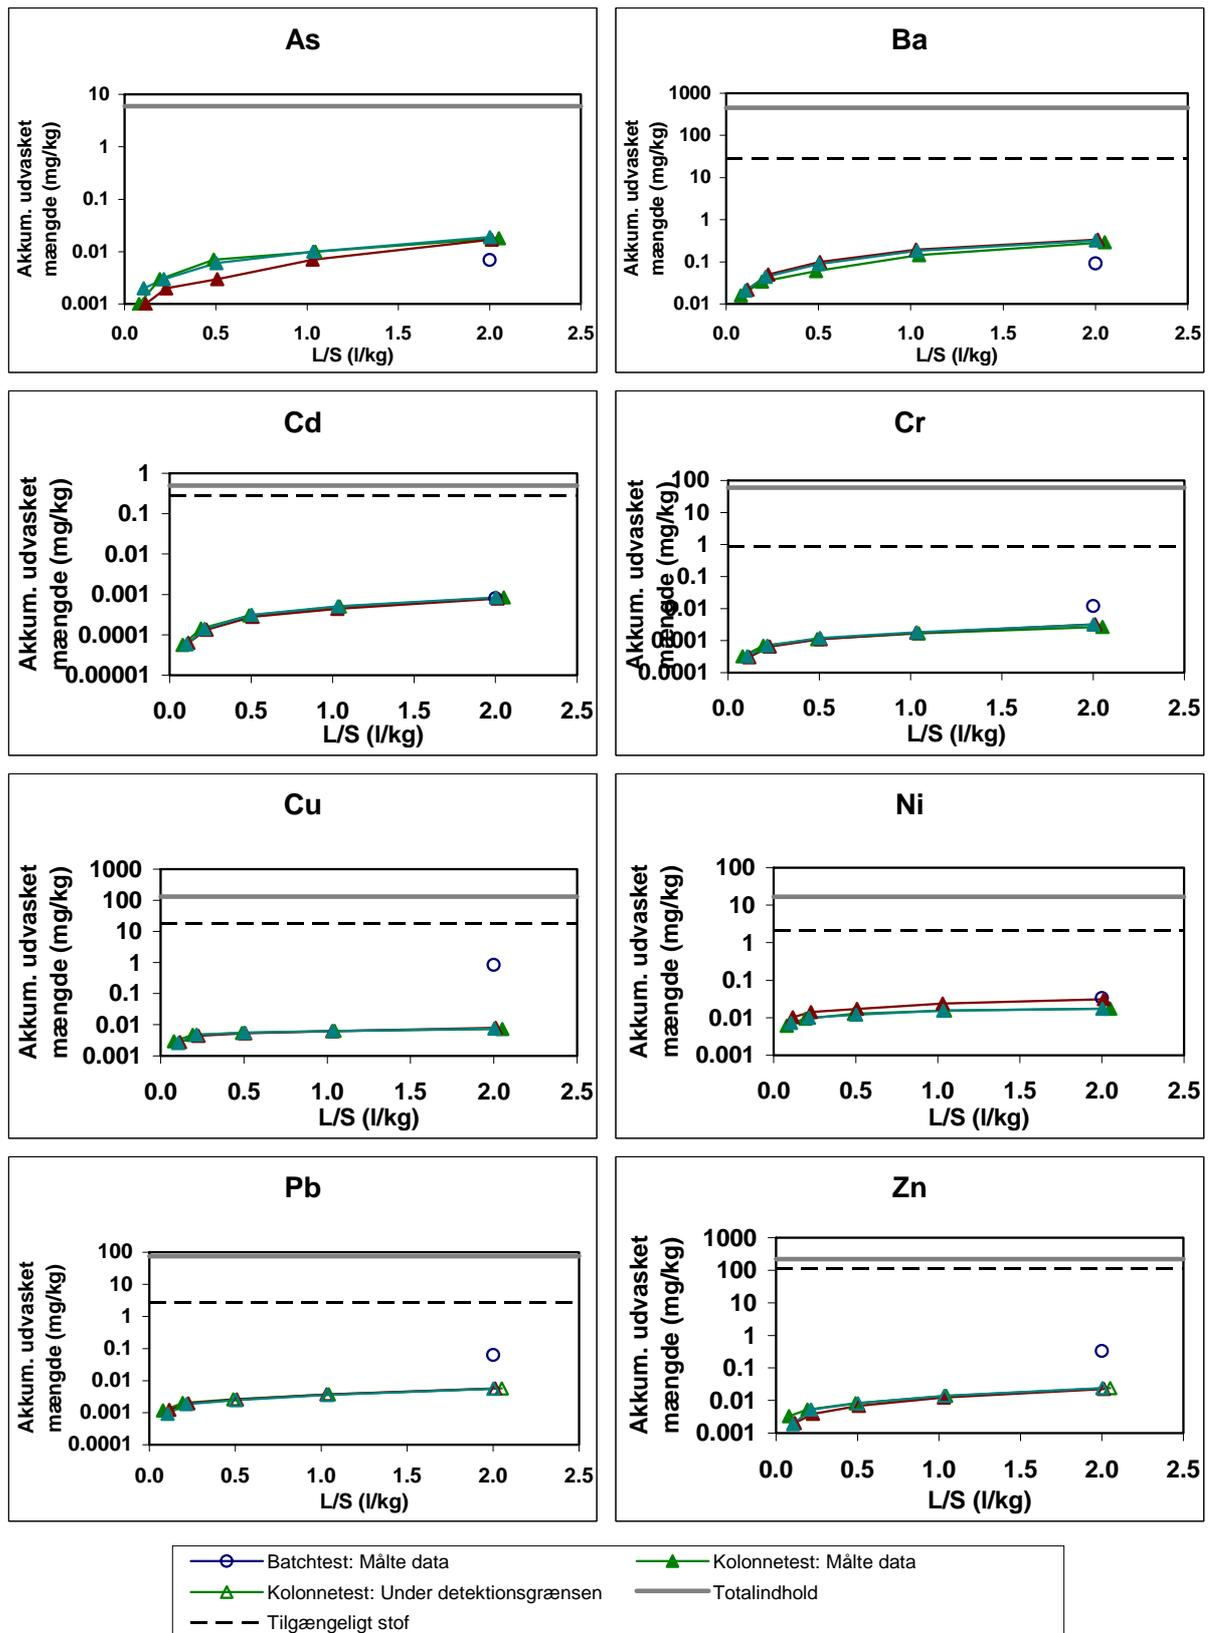 As
Akkum. udvasket
mængde (mg/kg)
10
1
0.1
0.01
0.001
0.0 0.5 1.0 1.5 2.0 2.5
L/S (l/kg)
Ba
Akkum. udvasket
mængde (mg/kg)
1000
100
10
1
0.1
0.01
0.0 0.5 1.0 1.5 2.0 2.5
L/S (l/kg)
Cd
Akkum. udvasket
mængde (mg/kg)
1
0.1
0.01
0.001
0.0001
0.00001
0.0 0.5 1.0 1.5 2.0 2.5
L/S (l/kg)
Cr
Akkum. udvasket
mængde (mg/kg)
100
10
1
0.1
0.01
0.001
0.0001
0.0 0.5 1.0 1.5 2.0 2.5
L/S (l/kg)
Cu
Akkum. udvasket
mængde (mg/kg)
1000
100
10
1
0.1
0.01
0.001
0.0 0.5 1.0 1.5 2.0 2.5
L/S (l/kg)
Ni
Akkum. udvasket
mængde (mg/kg)
100
10
1
0.1
0.01
0.001
0.0 0.5 1.0 1.5 2.0 2.5
L/S (l/kg)
Pb
Akkum. udvasket
mængde (mg/kg)
100
10
1
0.1
0.01
0.001
0.0001
0.0 0.5 1.0 1.5 2.0 2.5
L/S (l/kg)
Zn
Akkum. udvasket
mængde (mg/kg)
1000
100
10
1
0.1
0.01
0.001
0.0 0.5 1.0 1.5 2.0 2.5
L/S (l/kg)
Batchtest: Målte data Kolonnetest: Målte data
Kolonnetest: Under detektionsgrænsen Totalindhold
Tilgængeligt stof